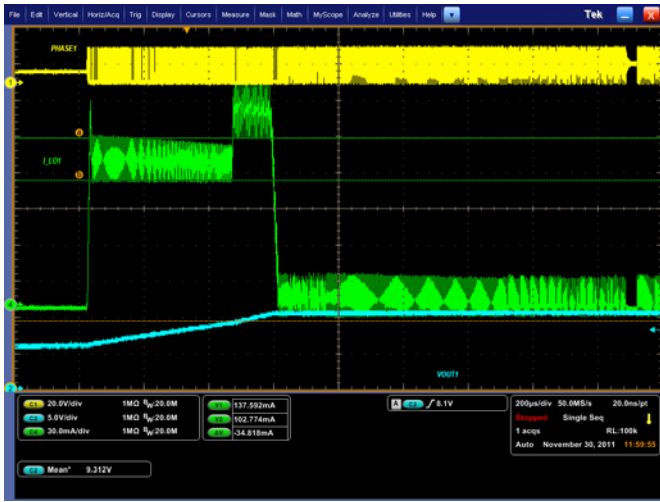 File Edit Vertical Horiz/Acq Trig Display Cursors Measure Mask Math MyScope Analyze Utilities Help Tek X
PHASE1
1
a
I_LO1
b
4
VOUT1
2
C1 20.0V/div 1MΩ BW:20.0M
C2 5.0V/div 1MΩ BW:20.0M
C4 30.0mA/div 1MΩ BW:20.0M
V1 137.592mA
V2 102.774mA
ΔV -34.818mA
A C2 8.1V
200µs/div 50.0MS/s 20.0ns/pt
Stopped Single Seq
1 acqs RL:100k
Auto November 30, 2011 11:59:55
C2 Mean* 9.312V